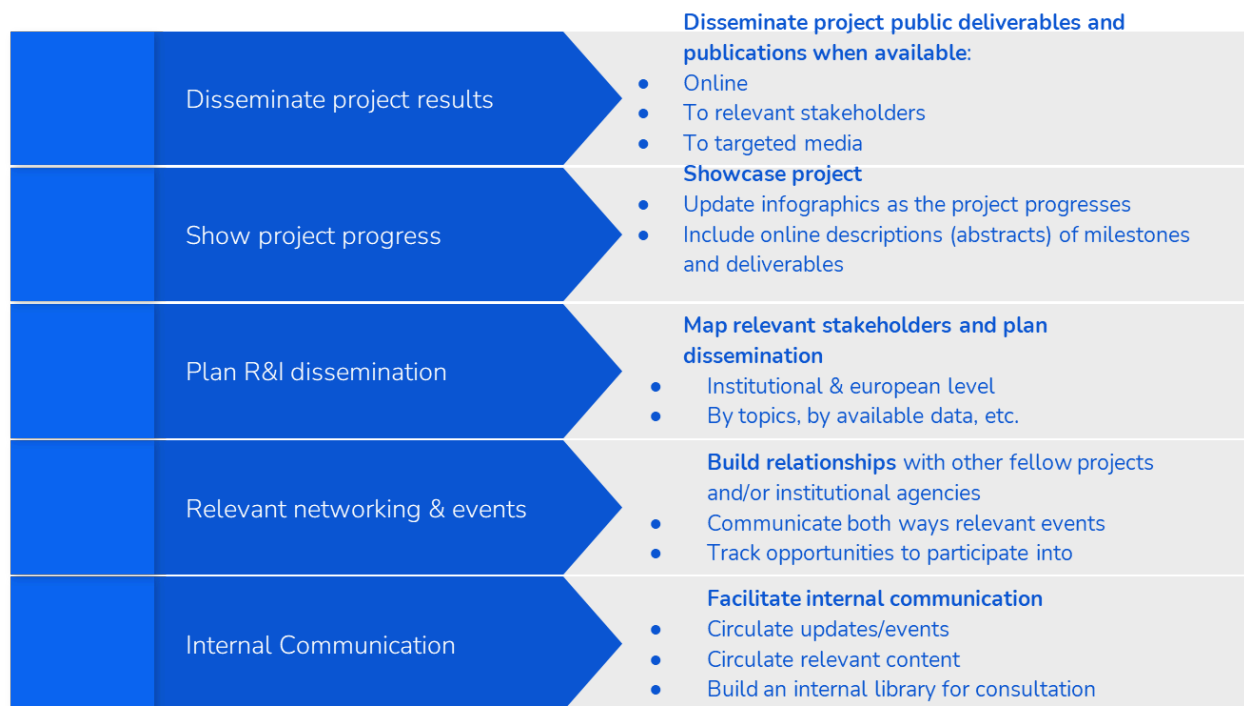 Disseminate project results
Disseminate project public deliverables and
publications when available:
● Online
● To relevant stakeholders
● To targeted media
Show project progress
Showcase project
● Update infographics as the project progresses
● Include online descriptions (abstracts) of milestones
and deliverables
Plan R&I dissemination
Map relevant stakeholders and plan
dissemination
● Institutional & european level
● By topics, by available data, etc.
Relevant networking & events
Build relationships with other fellow projects
and/or institutional agencies
● Communicate both ways relevant events
● Track opportunities to participate into
Internal Communication
Facilitate internal communication
● Circulate updates/events
● Circulate relevant content
● Build an internal library for consultation